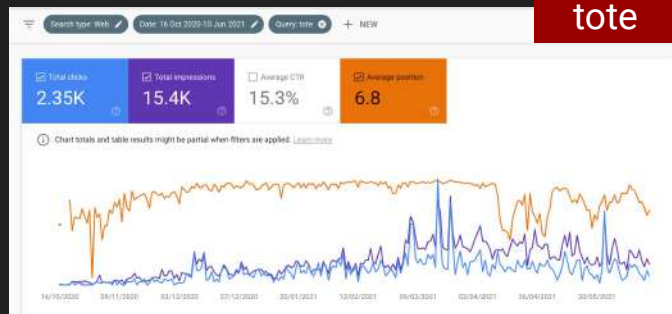 tote
Search type: Web Date: 16 Oct 2020-10 Jun 2021 Query: tote + NEW
Total clicks Total impressions Average CTR Average position
2.35K 15.4K 15.3% 6.8
Chart totals and table results might be partial when filters are applied. Learn more
16/10/2020 09/11/2020 03/12/2020 27/12/2020 20/01/2021 13/02/2021 09/03/2021 02/04/2021 26/04/2021 20/05/2021